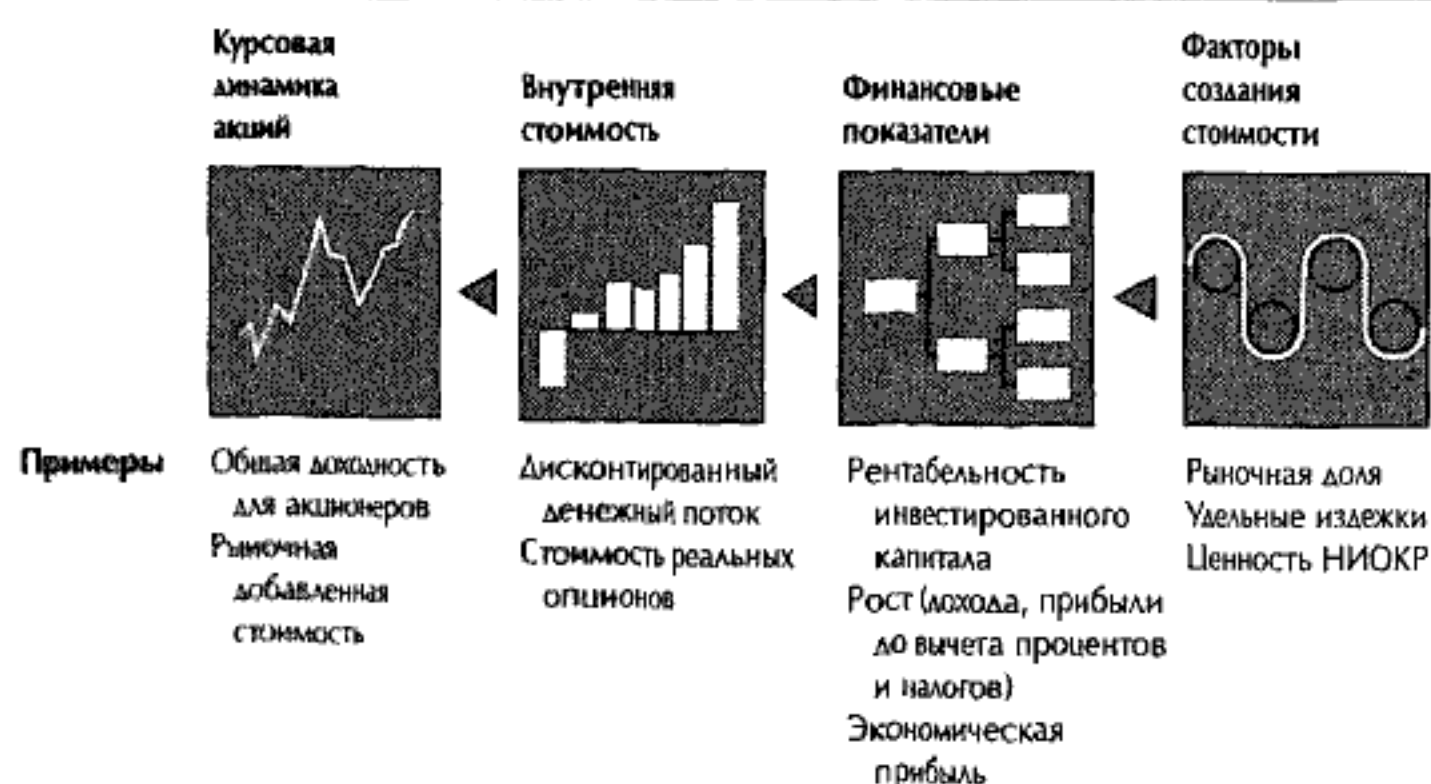 Курсовая
динамика
акций
Внутренняя
стоимость
Финансовые
показатели
Факторы
создания
стоимости
Примеры
Общая доходность
для акционеров
Рыночная
добавленная
стоимость
Дисконтированный
денежный поток
Стоимость реальных
опционов
Рентабельность
инвестированного
капитала
Рост (дохода, прибыли
до вычета процентов
и налогов)
Экономическая
прибыль
Рыночная доля
Удельные издежки
Ценность НИОКР